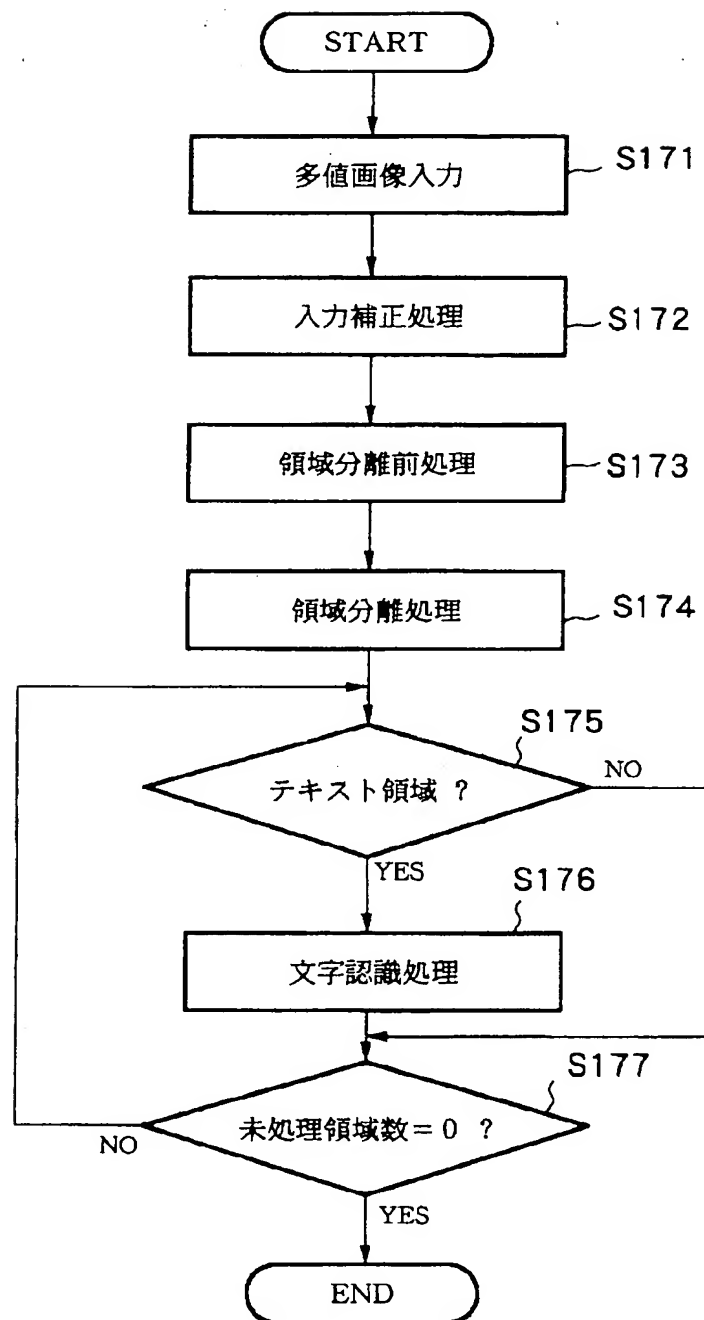 START
多値画像入力
S171
入力補正処理
S172
領域分離前処理
S173
領域分離処理
S174
S175
テキスト領域 ?
NO
YES
S176
文字認識処理
S177
未処理領域数=0 ?
NO
YES
END